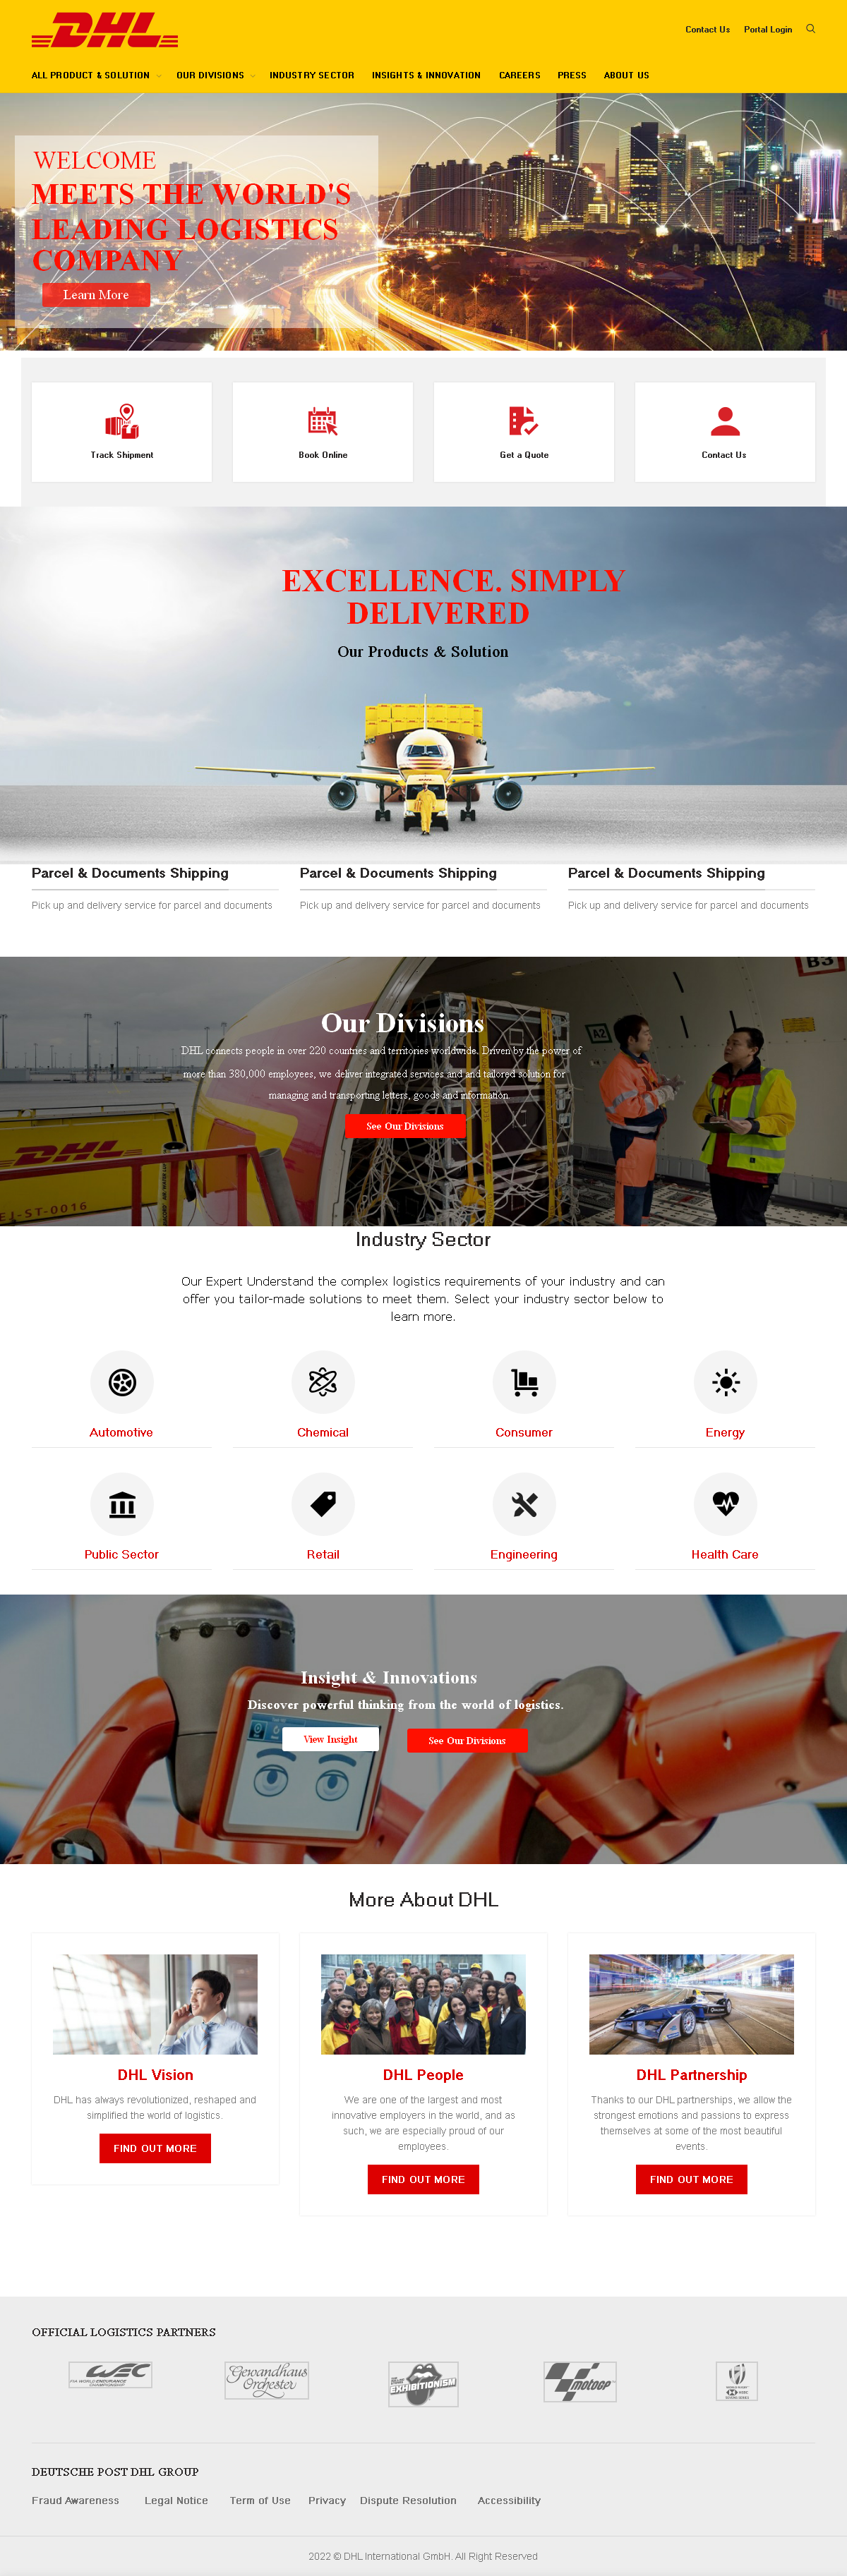 DHL
Contact Us Portal Login
ALL PRODUCT & SOLUTION OUR DIVISIONS INDUSTRY SECTOR INSIGHTS & INNOVATION CAREERS PRESS ABOUT US
WELCOME
MEETS THE WORLD'S
LEADING LOGISTICS
COMPANY
Learn More
Track Shipment
Book Online
Get a Quote
Contact Us
EXCELLENCE. SIMPLY
DELIVERED
Our Products & Solution
Parcel & Documents Shipping
Pick up and delivery service for parcel and documents
Parcel & Documents Shipping
Pick up and delivery service for parcel and documents
Parcel & Documents Shipping
Pick up and delivery service for parcel and documents
B3
A2
Our Divisions
DHL connects people in over 220 countries and territories worldwide. Driven by the power of
more than 380,000 employees, we deliver integrated services and and tailored solution for
managing and transporting letters, goods and information.
See Our Divisions
DHL
EJ-ST-0016
Industry Sector
Our Expert Understand the complex logistics requirements of your industry and can
offer you tailor-made solutions to meet them. Select your industry sector below to
learn more.
Automotive
Chemical
Consumer
Energy
Public Sector
Retail
Engineering
Health Care
Insight & Innovations
Discover powerful thinking from the world of logistics.
View Insight
See Our Divisions
More About DHL
DHL Vision
DHL has always revolutionized, reshaped and
simplified the world of logistics.
FIND OUT MORE
DHL People
We are one of the largest and most
innovative employers in the world, and as
such, we are especially proud of our
employees.
FIND OUT MORE
DHL Partnership
Thanks to our DHL partnerships, we allow the
strongest emotions and passions to express
themselves at some of the most beautiful
events.
FIND OUT MORE
OFFICIAL LOGISTICS PARTNERS
WEC
FIA WORLD ENDURANCE
CHAMPIONSHIP
Gewandhaus
Orchester
EXHIBITIONISM
MOTOGP
HSBC
DEUTSCHE POST DHL GROUP
Fraud Awareness Legal Notice Term of Use Privacy Dispute Resolution Accessibility
2022 © DHL International GmbH. All Right Reserved